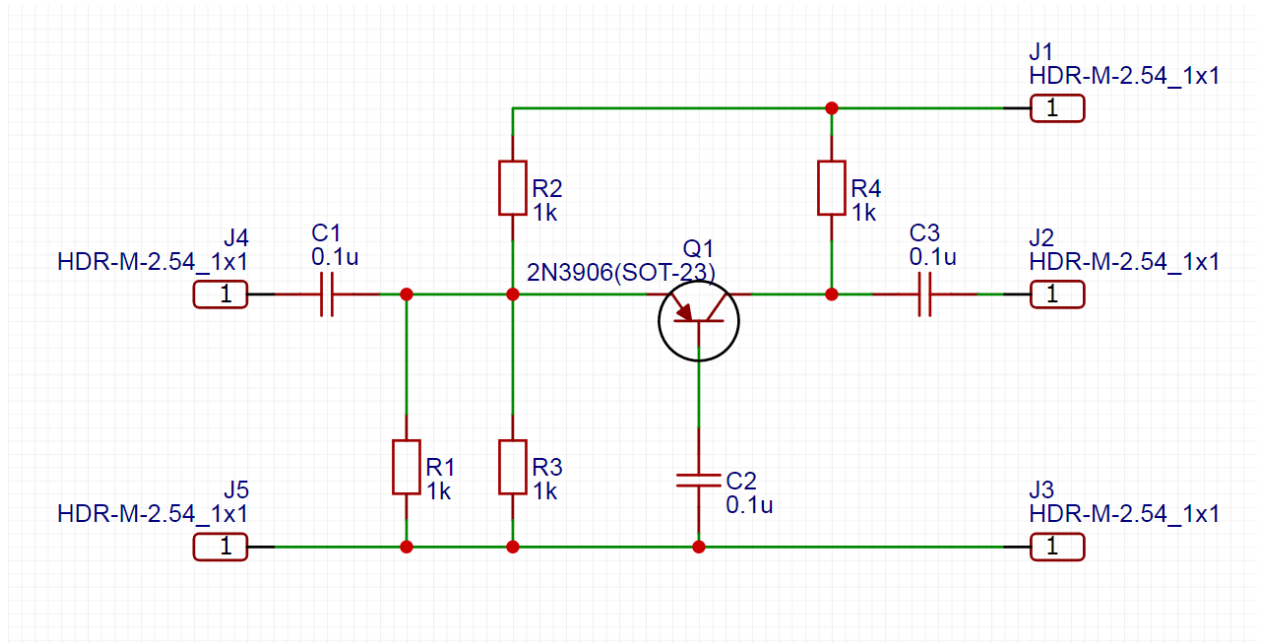 J1
HDR-M-2.54_1x1
1
R2
1k
R4
1k
J4
HDR-M-2.54_1x1
1
C1
0.1u
Q1
2N3906(SOT-23)
C3
0.1u
J2
HDR-M-2.54_1x1
1
R1
1k
R3
1k
C2
0.1u
J5
HDR-M-2.54_1x1
1
J3
HDR-M-2.54_1x1
1